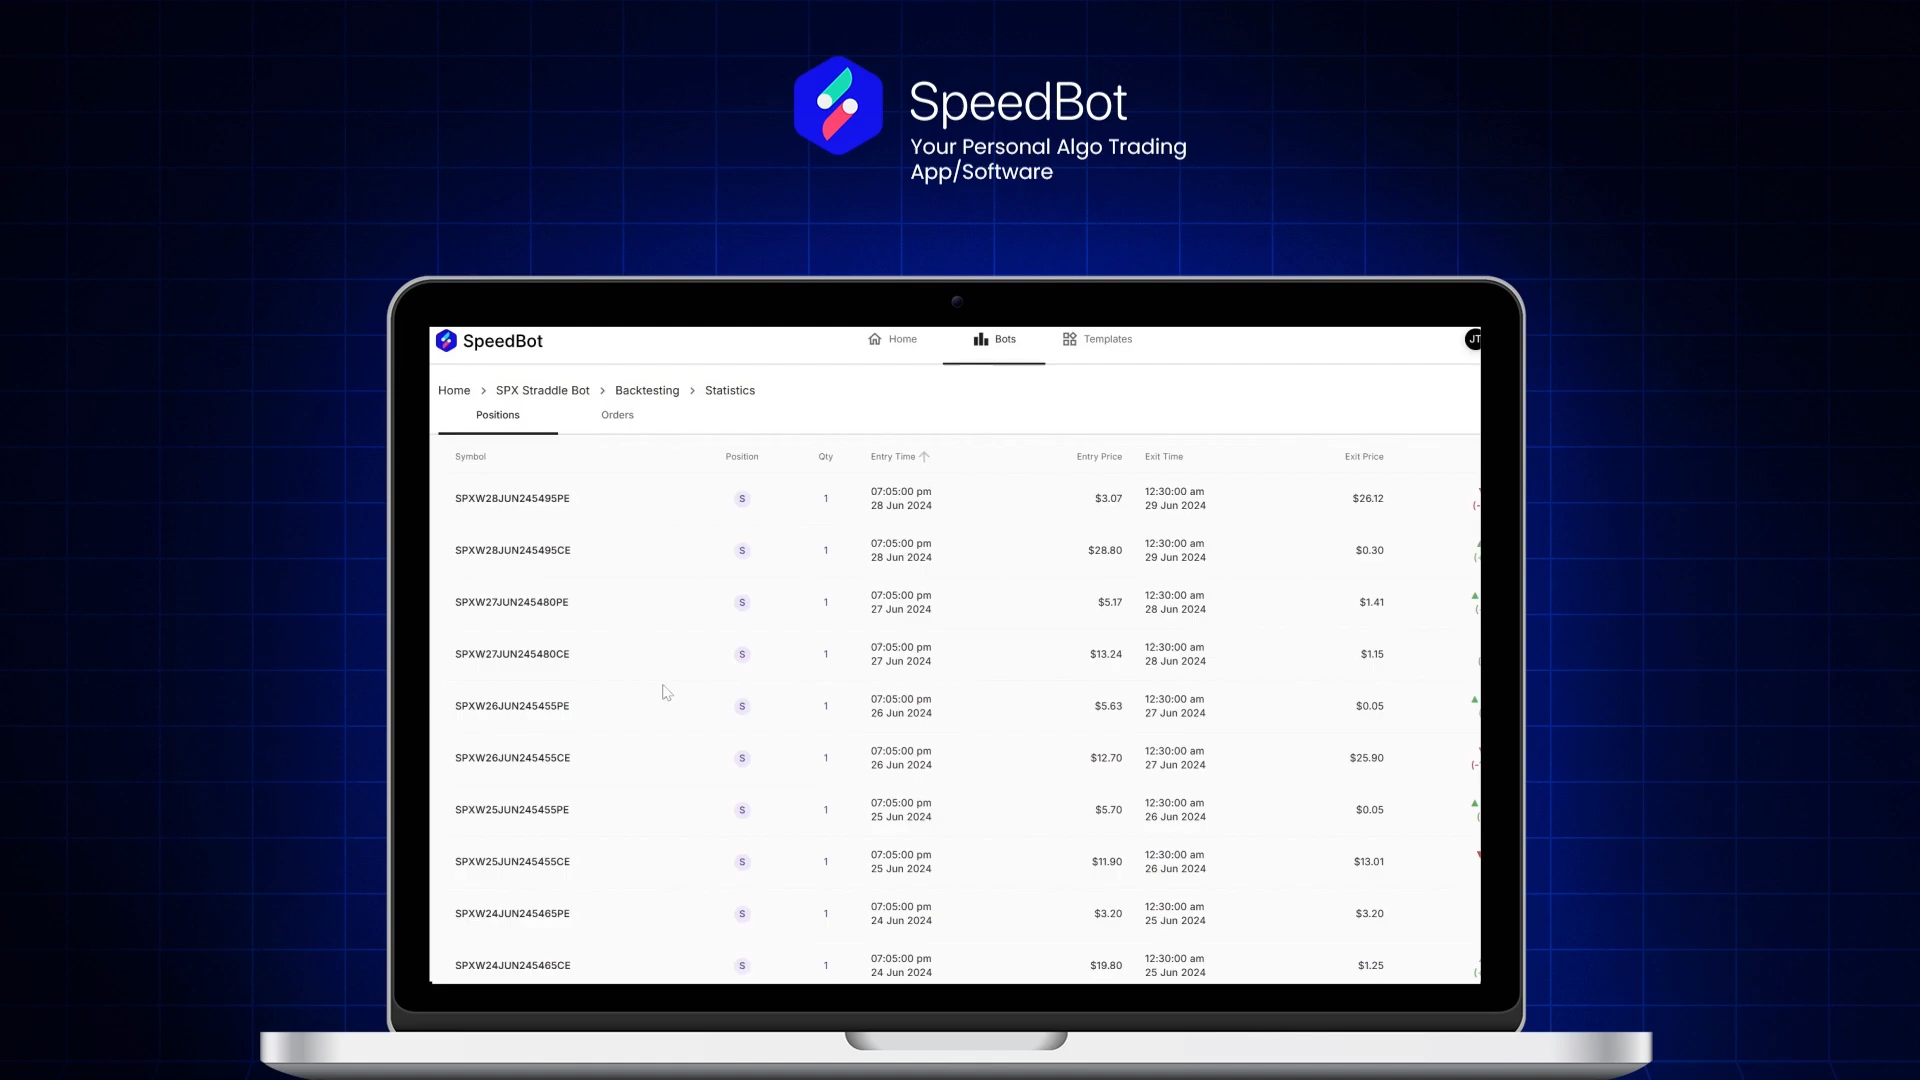 SpeedBot
Your Personal Algo Trading
App/Software
SpeedBot
Home Bots Templates JT
Home > SPX Straddle Bot > Backtesting > Statistics
Positions Orders
Symbol Position Qty Entry Time Entry Price Exit Time Exit Price
SPXW28JUN245495PE S 1 07:05:00 pm 28 Jun 2024 $3.07 12:30:00 am 29 Jun 2024 $26.12
SPXW28JUN245495CE S 1 07:05:00 pm 28 Jun 2024 $28.80 12:30:00 am 29 Jun 2024 $0.30
SPXW27JUN245480PE S 1 07:05:00 pm 27 Jun 2024 $5.17 12:30:00 am 28 Jun 2024 $1.41
SPXW27JUN245480CE S 1 07:05:00 pm 27 Jun 2024 $13.24 12:30:00 am 28 Jun 2024 $1.15
SPXW26JUN245455PE S 1 07:05:00 pm 26 Jun 2024 $5.63 12:30:00 am 27 Jun 2024 $0.05
SPXW26JUN245455CE S 1 07:05:00 pm 26 Jun 2024 $12.70 12:30:00 am 27 Jun 2024 $25.90
SPXW25JUN245455PE S 1 07:05:00 pm 25 Jun 2024 $5.70 12:30:00 am 26 Jun 2024 $0.05
SPXW25JUN245455CE S 1 07:05:00 pm 25 Jun 2024 $11.90 12:30:00 am 26 Jun 2024 $13.01
SPXW24JUN245465PE S 1 07:05:00 pm 24 Jun 2024 $3.20 12:30:00 am 25 Jun 2024 $3.20
SPXW24JUN245465CE S 1 07:05:00 pm 24 Jun 2024 $19.80 12:30:00 am 25 Jun 2024 $1.25